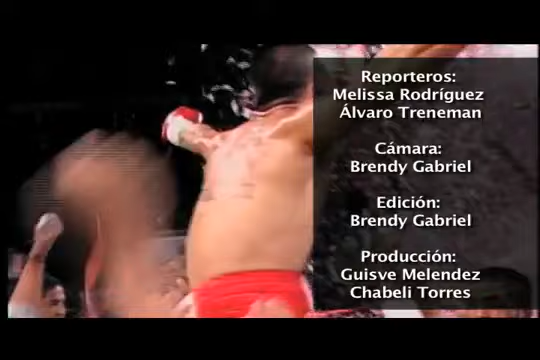 Reporteros:
Melissa Rodríguez
Álvaro Treneman
Cámara:
Brendy Gabriel
Edición:
Brendy Gabriel
Producción:
Guisve Melendez
Chabeli Torres